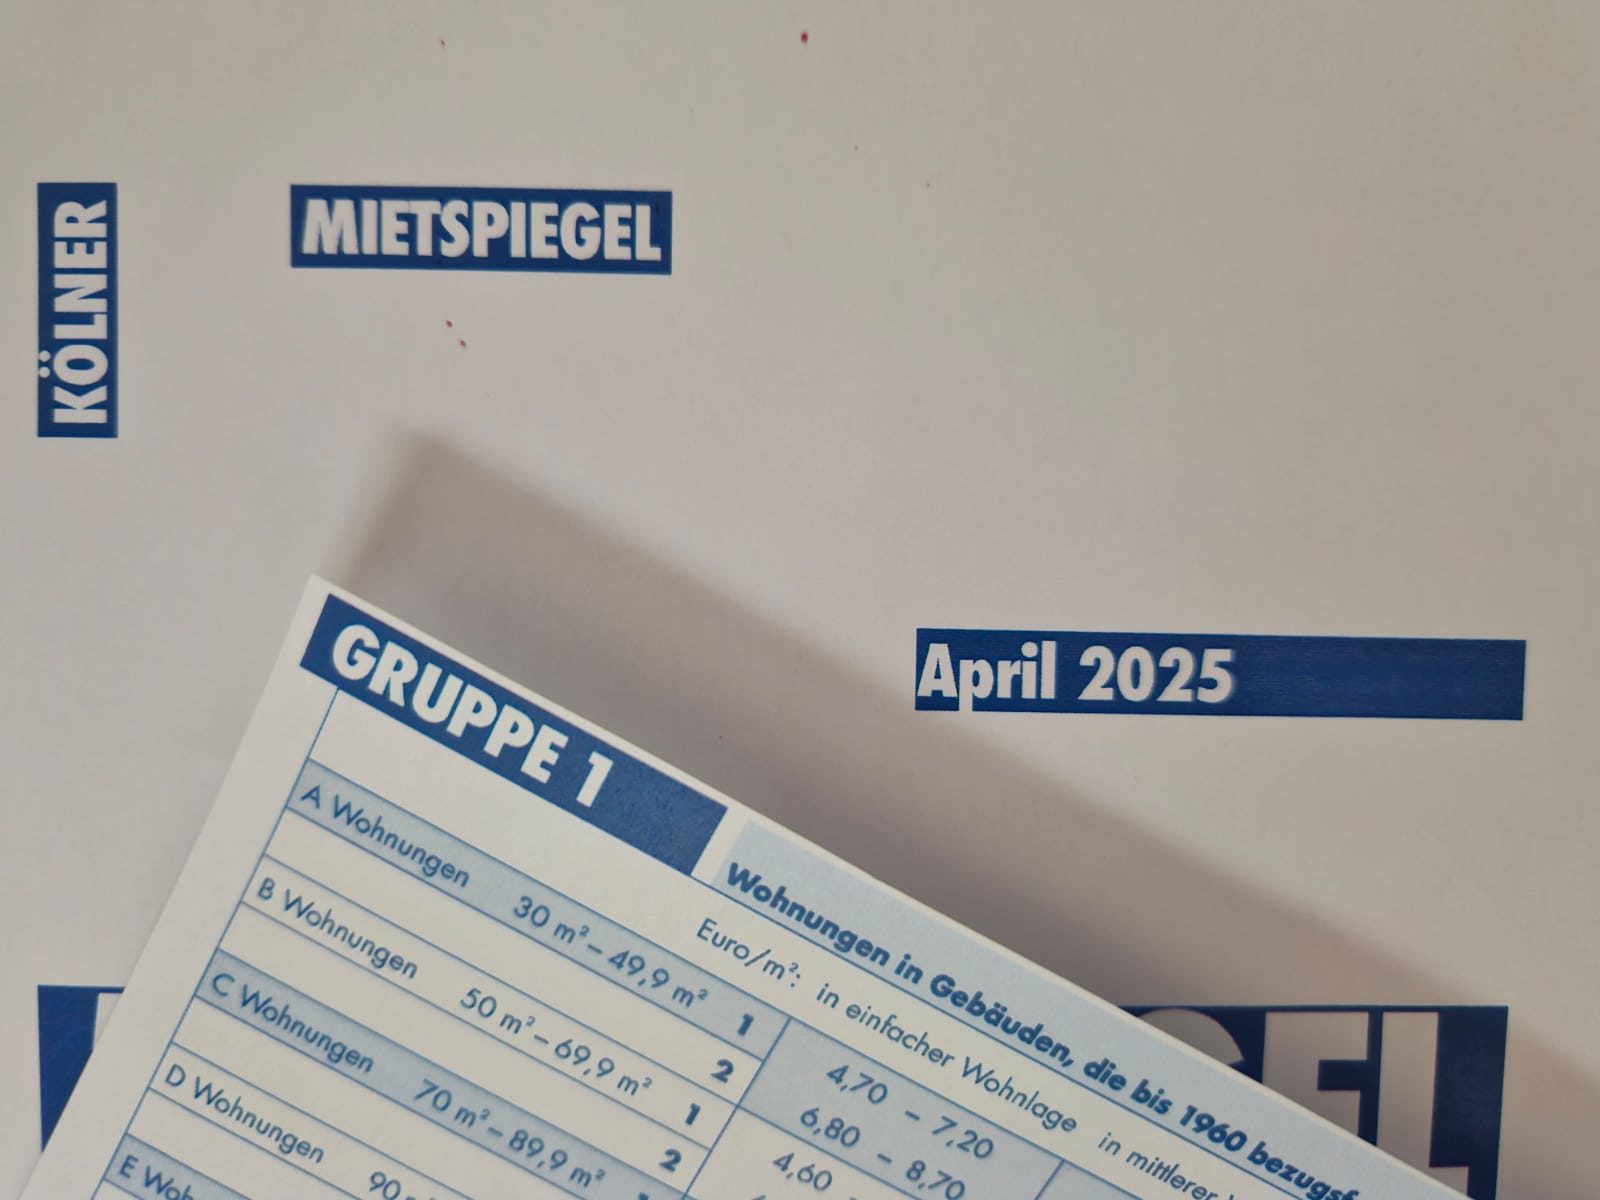 KÖLNER
MIETSPIEGEL
April 2025
GRUPPE 1
Wohnungen in Gebäuden, die bis 1960
Euro/m²: in einfacher Wohnlage in mittlerer
A Wohnungen 30 m² – 49,9 m² 1 4,70 – 7,20
2 6,80 – 8,70
B Wohnungen 50 m² – 69,9 m² 1 4,60
2
C Wohnungen 70 m² – 89,9 m²
D Wohnungen 90
E